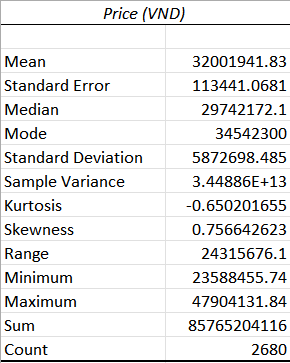 Price (VND)
Mean 32001941.83
Standard Error 113441.0681
Median 29742172.1
Mode 34542300
Standard Deviation 5872698.485
Sample Variance 3.44886E+13
Kurtosis -0.650201655
Skewness 0.756642623
Range 24315676.1
Minimum 23588455.74
Maximum 47904131.84
Sum 85765204116
Count 2680